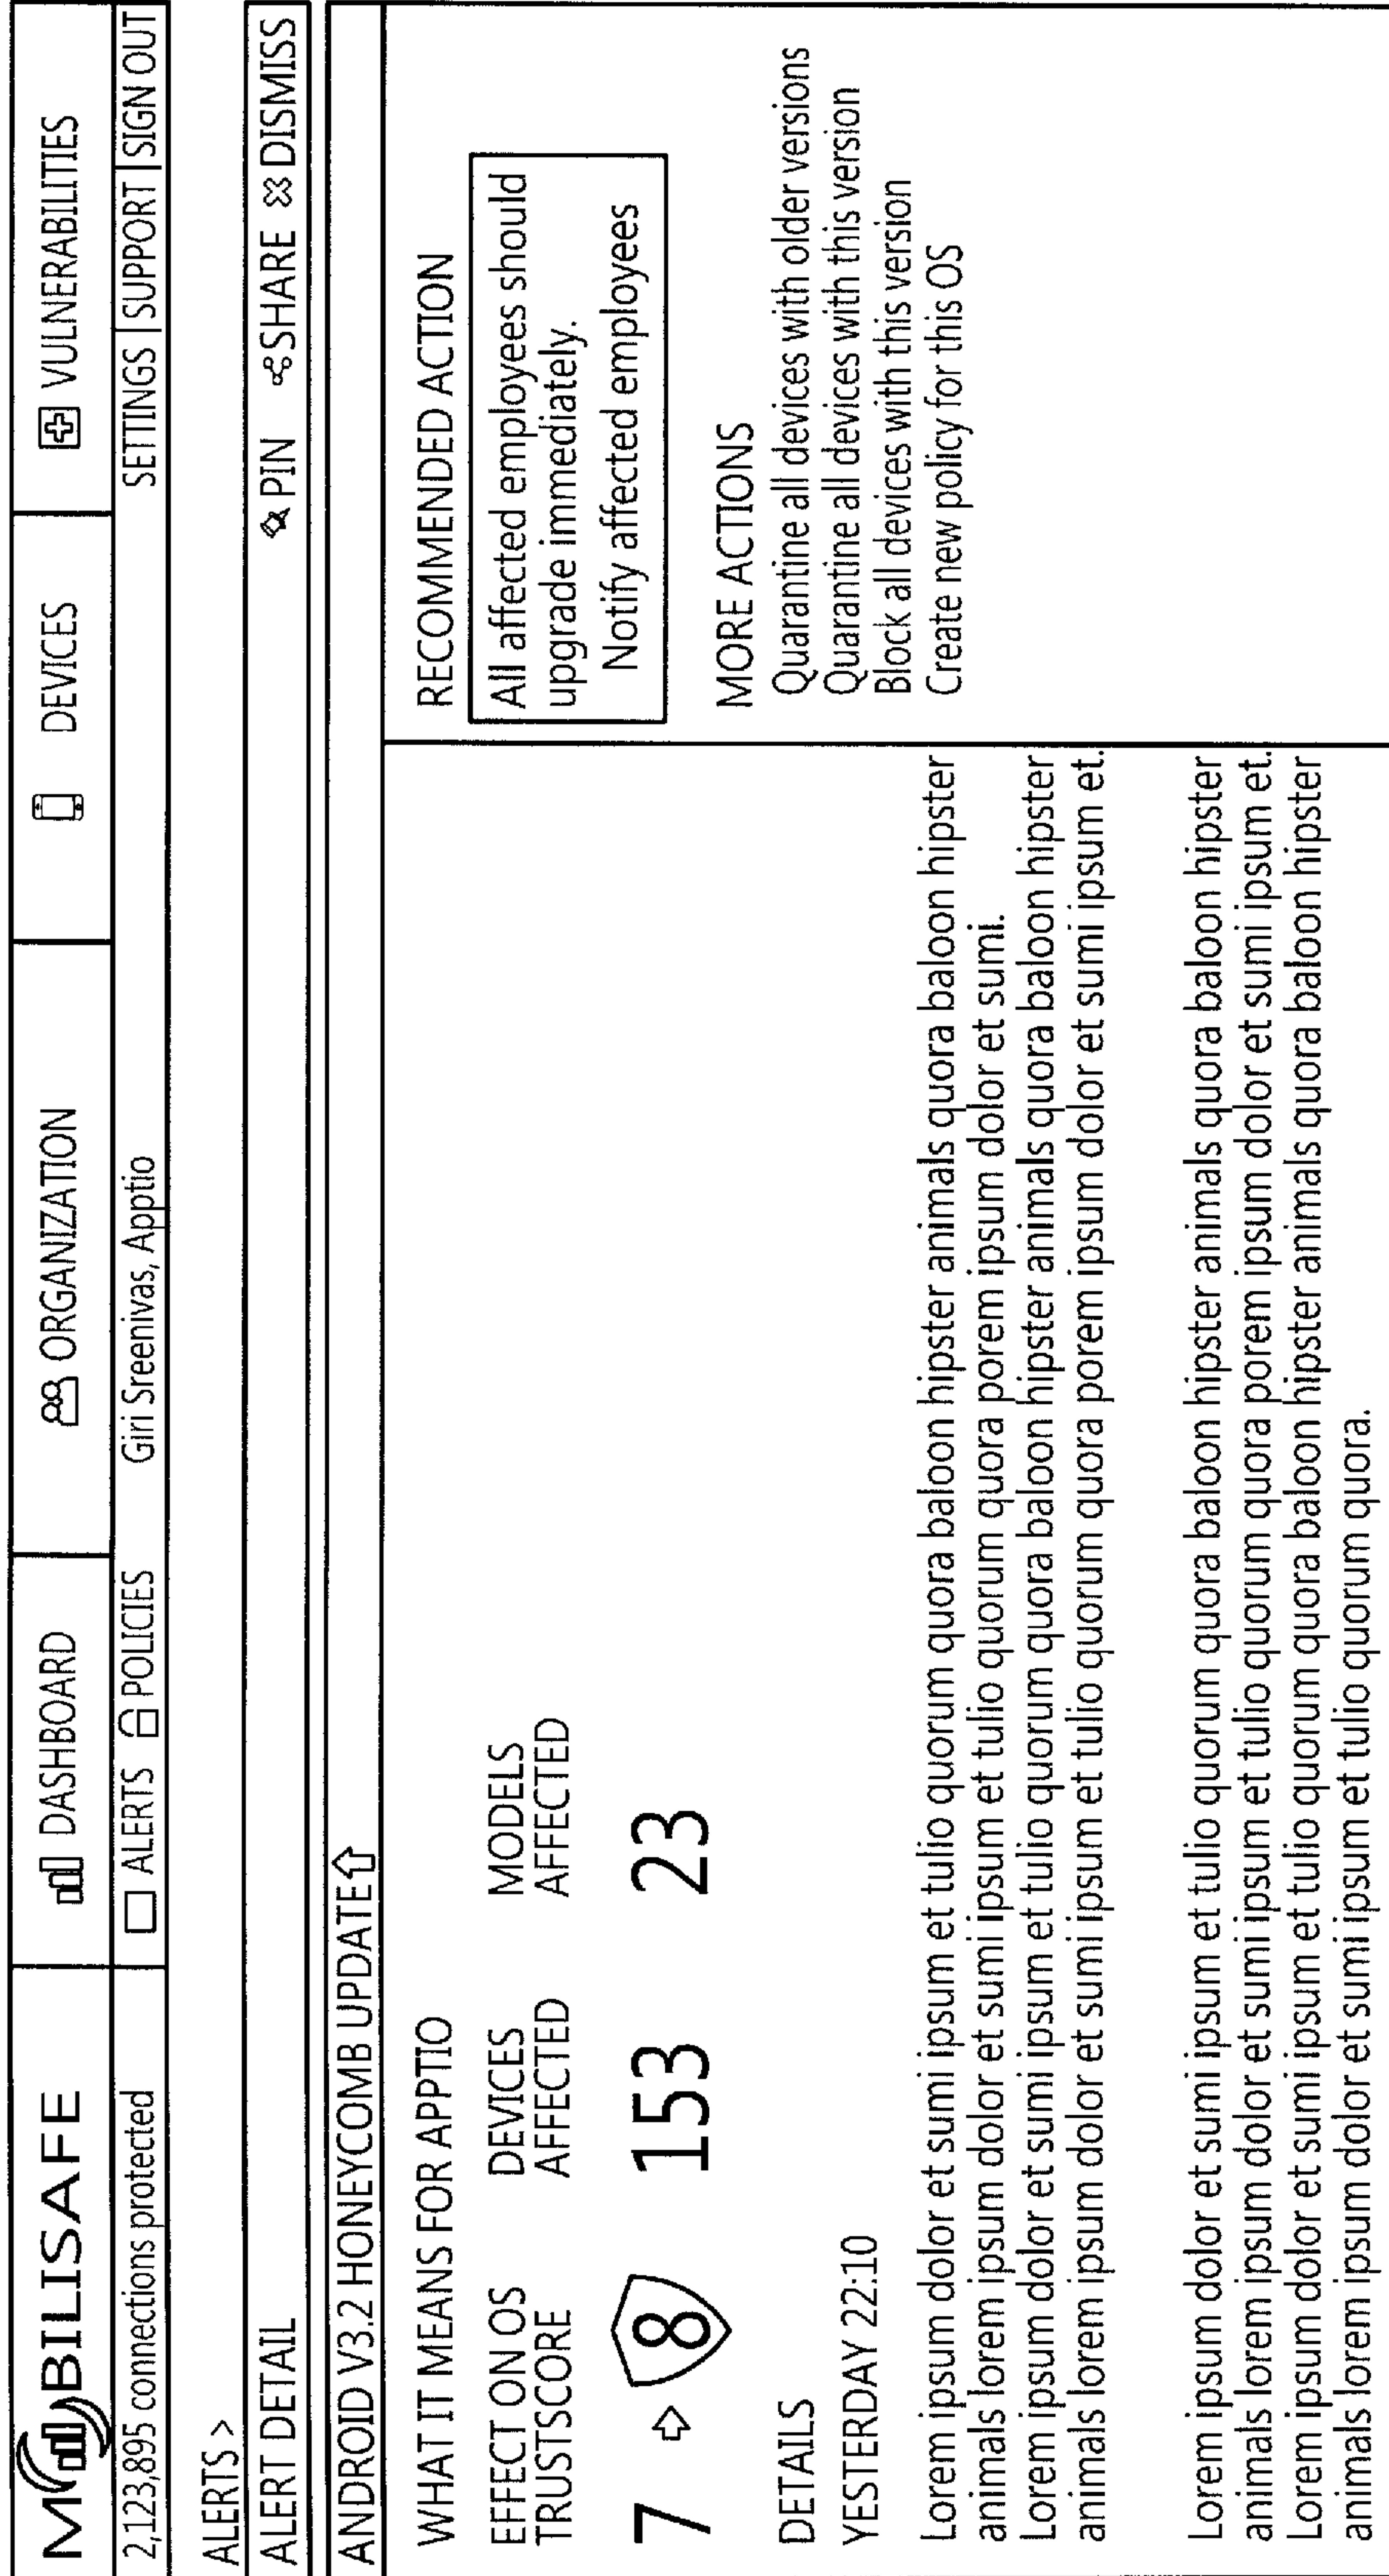 MOBILISAFE
DASHBOARD
ORGANIZATION
DEVICES
VULNERABILITIES
2,123,895 connections protected
ALERTS
POLICIES
Giri Sreenivas, Apptio
SETTINGS | SUPPORT | SIGN OUT
ALERTS >
ALERT DETAIL
PIN
SHARE
DISMISS
ANDROID V3.2 HONEYCOMB UPDATE
WHAT IT MEANS FOR APPTIO
EFFECT ON OS
TRUSTSCORE
7
8
DEVICES
AFFECTED
153
MODELS
AFFECTED
23
DETAILS
YESTERDAY 22:10
Lorem ipsum dolor et sumi ipsum et tulio quorum quora baloon hipster animals quora baloon hipster
animals lorem ipsum dolor et sumi ipsum et tulio quorum quora porem ipsum dolor et sumi.
Lorem ipsum dolor et sumi ipsum et tulio quorum quora baloon hipster animals quora baloon hipster
animals lorem ipsum dolor et sumi ipsum et tulio quorum quora porem ipsum dolor et sumi ipsum et.
Lorem ipsum dolor et sumi ipsum et tulio quorum quora baloon hipster animals quora baloon hipster
animals lorem ipsum dolor et sumi ipsum et tulio quorum quora porem ipsum dolor et sumi ipsum et.
Lorem ipsum dolor et sumi ipsum et tulio quorum quora baloon hipster animals quora baloon hipster
animals lorem ipsum dolor et sumi ipsum et tulio quorum quora.
RECOMMENDED ACTION
All affected employees should
upgrade immediately.
Notify affected employees
MORE ACTIONS
Quarantine all devices with older versions
Quarantine all devices with this version
Block all devices with this version
Create new policy for this OS